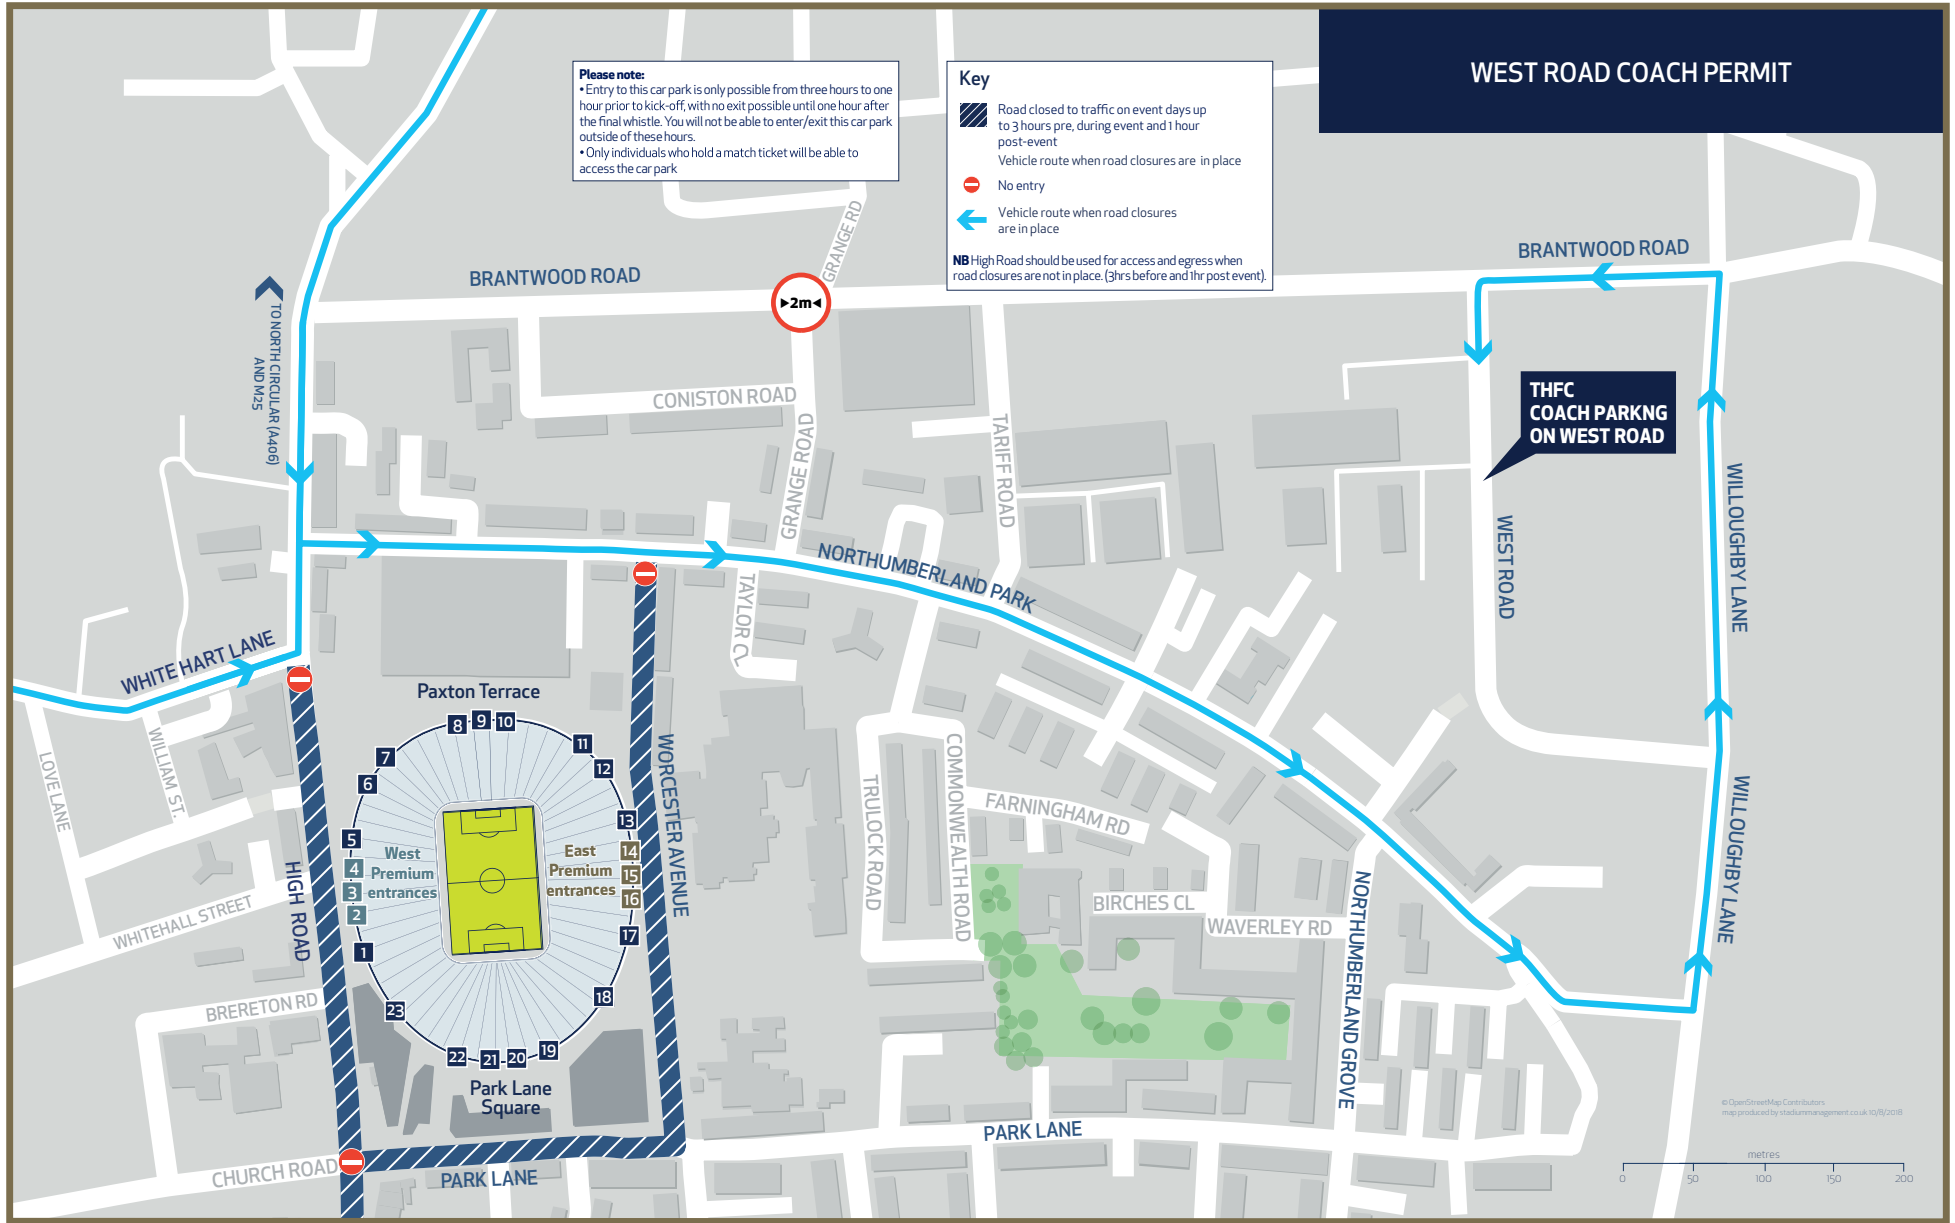 WEST ROAD COACH PERMIT
Please note:
• Entry to this car park is only possible from three hours to one
hour prior to kick-off, with no exit possible until one hour after
the final whistle. You will not be able to enter/exit this car park
outside of these hours.
• Only individuals who hold a match ticket will be able to
access the car park
Key
Road closed to traffic on event days up
to 3 hours pre, during event and 1 hour
post-event
Vehicle route when road closures are in place
No entry
Vehicle route when road closures
are in place
NB High Road should be used for access and egress when
road closures are not in place. (3hrs before and 1hr post event).
GRANGE RD
BRANTWOOD ROAD
BRANTWOOD ROAD
2m
TO NORTH CIRCULAR (A406)
AND M25
CONISTON ROAD
GRANGE ROAD
TARIFF ROAD
THFC
COACH PARKNG
ON WEST ROAD
WEST ROAD
WILLOUGHBY LANE
NORTHUMBERLAND PARK
TAYLOR CL
WHITE HART LANE
Paxton Terrace
8
9
10
7
11
6
12
5
13
4
14
3
15
2
16
1
17
23
18
22
21
20
19
West
Premium
entrances
East
Premium
entrances
Park Lane
Square
LOVE LANE
WILLIAM ST.
WORCESTER AVENUE
HIGH ROAD
WHITEHALL STREET
BRERETON RD
CHURCH ROAD
PARK LANE
PARK LANE
TRULOCK ROAD
COMMONWEALTH ROAD
FARNINGHAM RD
BIRCHES CL
WAVERLEY RD
NORTHUMBERLAND GROVE
WILLOUGHBY LANE
© OpenStreetMap Contributors
map produced by stadiummanagement.co.uk 10/8/2018
metres
0 50 100 150 200